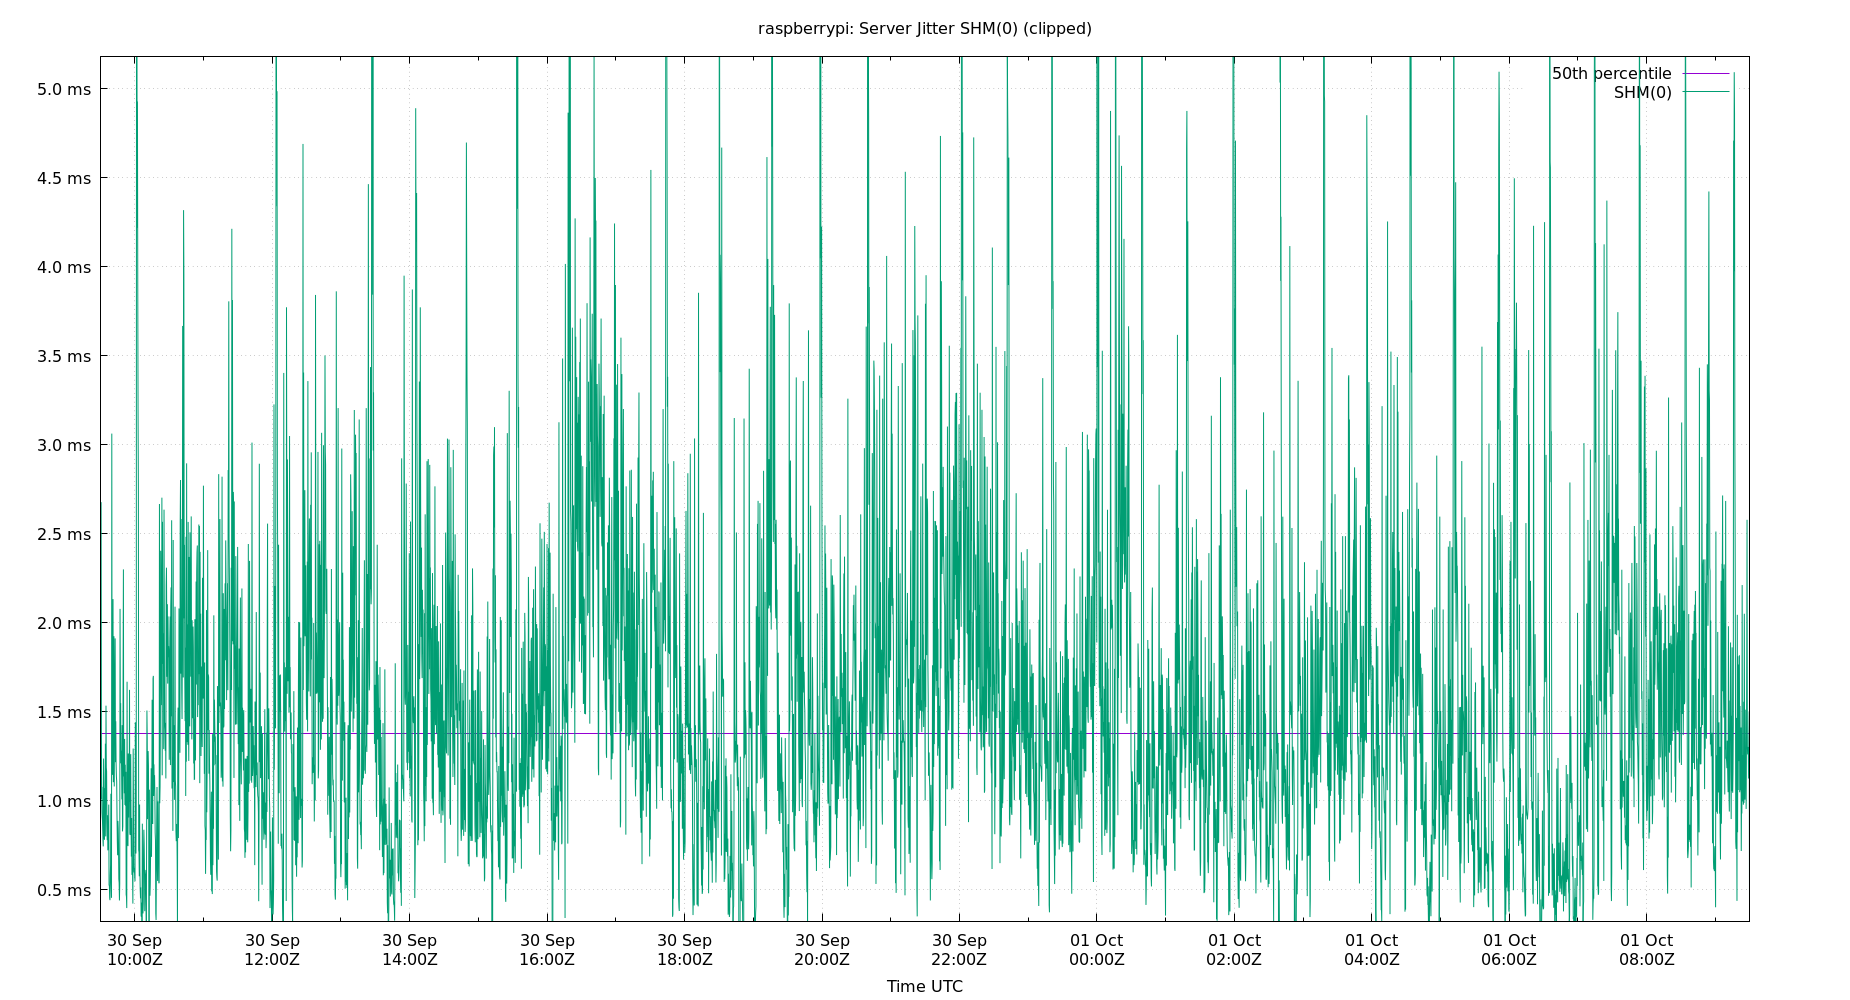 raspberrypi: Server Jitter SHM(0) (clipped)
50th percentile
SHM(0)
5.0 ms
4.5 ms
4.0 ms
3.5 ms
3.0 ms
2.5 ms
2.0 ms
1.5 ms
1.0 ms
0.5 ms
30 Sep 30 Sep 30 Sep 30 Sep 30 Sep 30 Sep 30 Sep 01 Oct 01 Oct 01 Oct 01 Oct 01 Oct
10:00Z 12:00Z 14:00Z 16:00Z 18:00Z 20:00Z 22:00Z 00:00Z 02:00Z 04:00Z 06:00Z 08:00Z
Time UTC